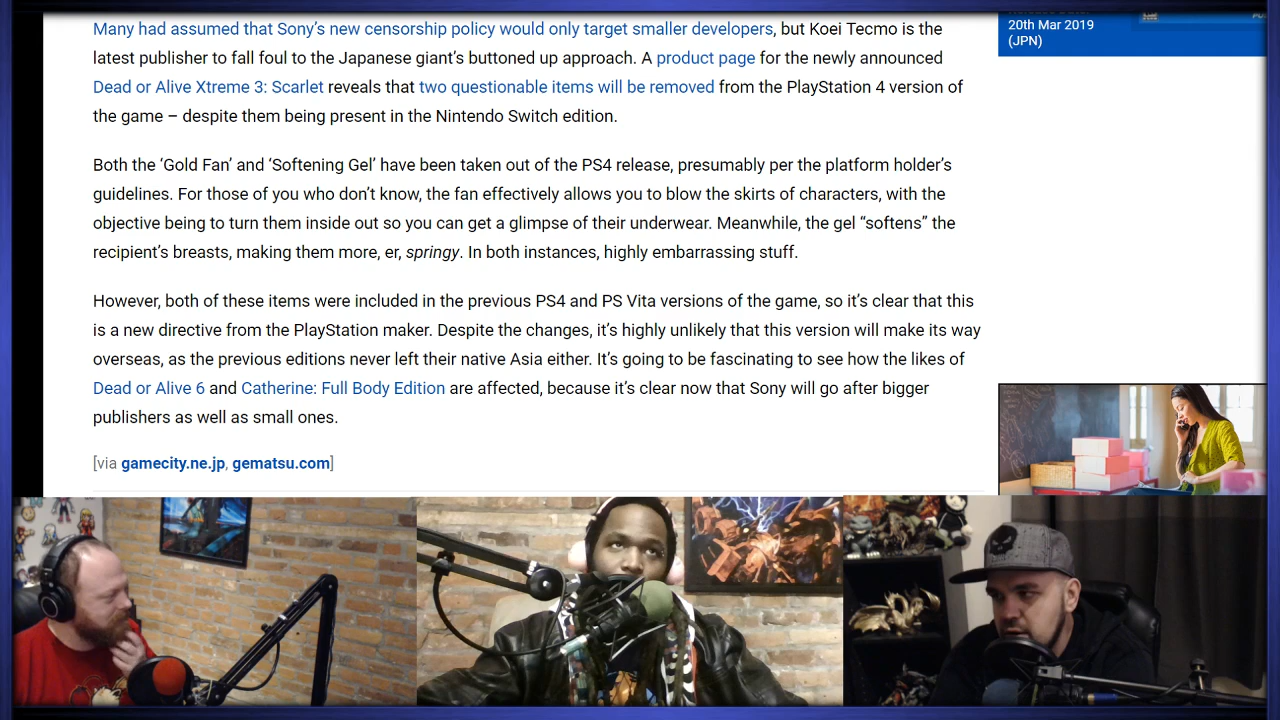 Many had assumed that Sony’s new censorship policy would only target smaller developers, but Koei Tecmo is the
latest publisher to fall foul to the Japanese giant’s buttoned up approach. A product page for the newly announced
Dead or Alive Xtreme 3: Scarlet reveals that two questionable items will be removed from the PlayStation 4 version of
the game – despite them being present in the Nintendo Switch edition.
Both the ‘Gold Fan’ and ‘Softening Gel’ have been taken out of the PS4 release, presumably per the platform holder’s
guidelines. For those of you who don’t know, the fan effectively allows you to blow the skirts of characters, with the
objective being to turn them inside out so you can get a glimpse of their underwear. Meanwhile, the gel “softens” the
recipient’s breasts, making them more, er, springy. In both instances, highly embarrassing stuff.
However, both of these items were included in the previous PS4 and PS Vita versions of the game, so it’s clear that this
is a new directive from the PlayStation maker. Despite the changes, it’s highly unlikely that this version will make its way
overseas, as the previous editions never left their native Asia either. It’s going to be fascinating to see how the likes of
Dead or Alive 6 and Catherine: Full Body Edition are affected, because it’s clear now that Sony will go after bigger
publishers as well as small ones.
[via gamecity.ne.jp, gematsu.com]
20th Mar 2019
(JPN)